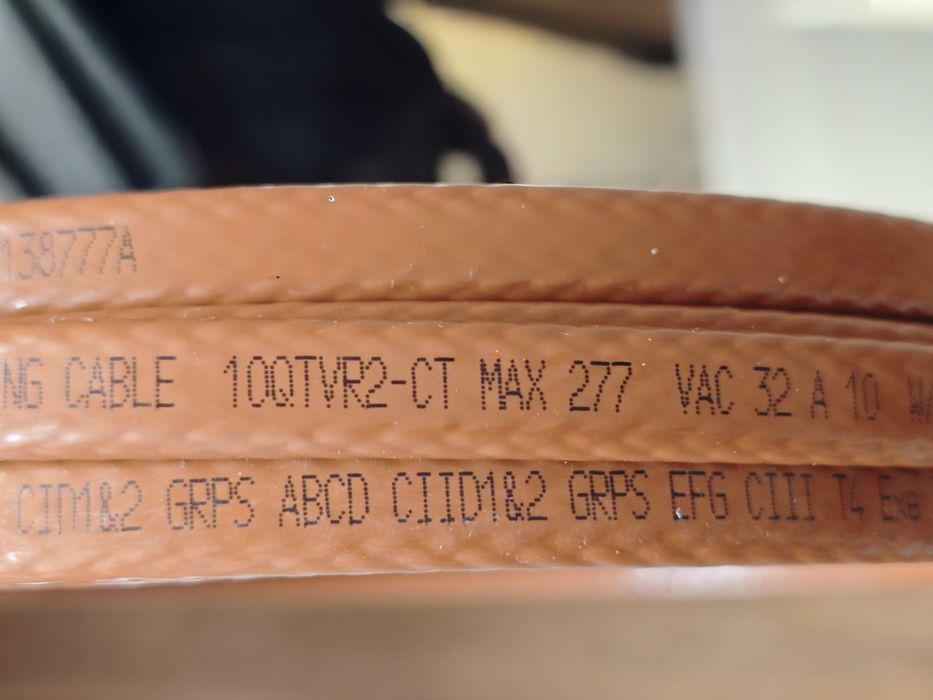 138777A
NG CABLE 10QTVR2-CT MAX 277 VAC 32 A 10
CID1&2 GRPS ABCD CIID1&2 GRPS EFG CIII T4 Exe